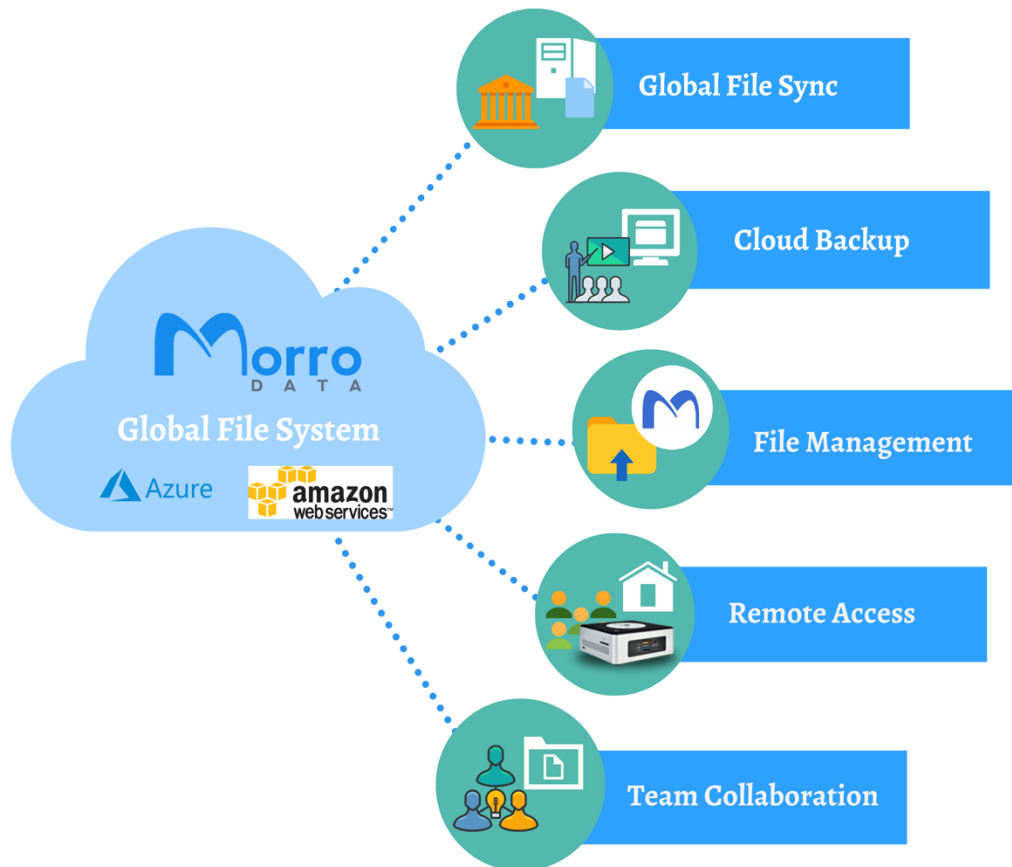 Global File Sync
Cloud Backup
Morro
DATA
Global File System
Azure
amazon
webservices™
File Management
Remote Access
Team Collaboration